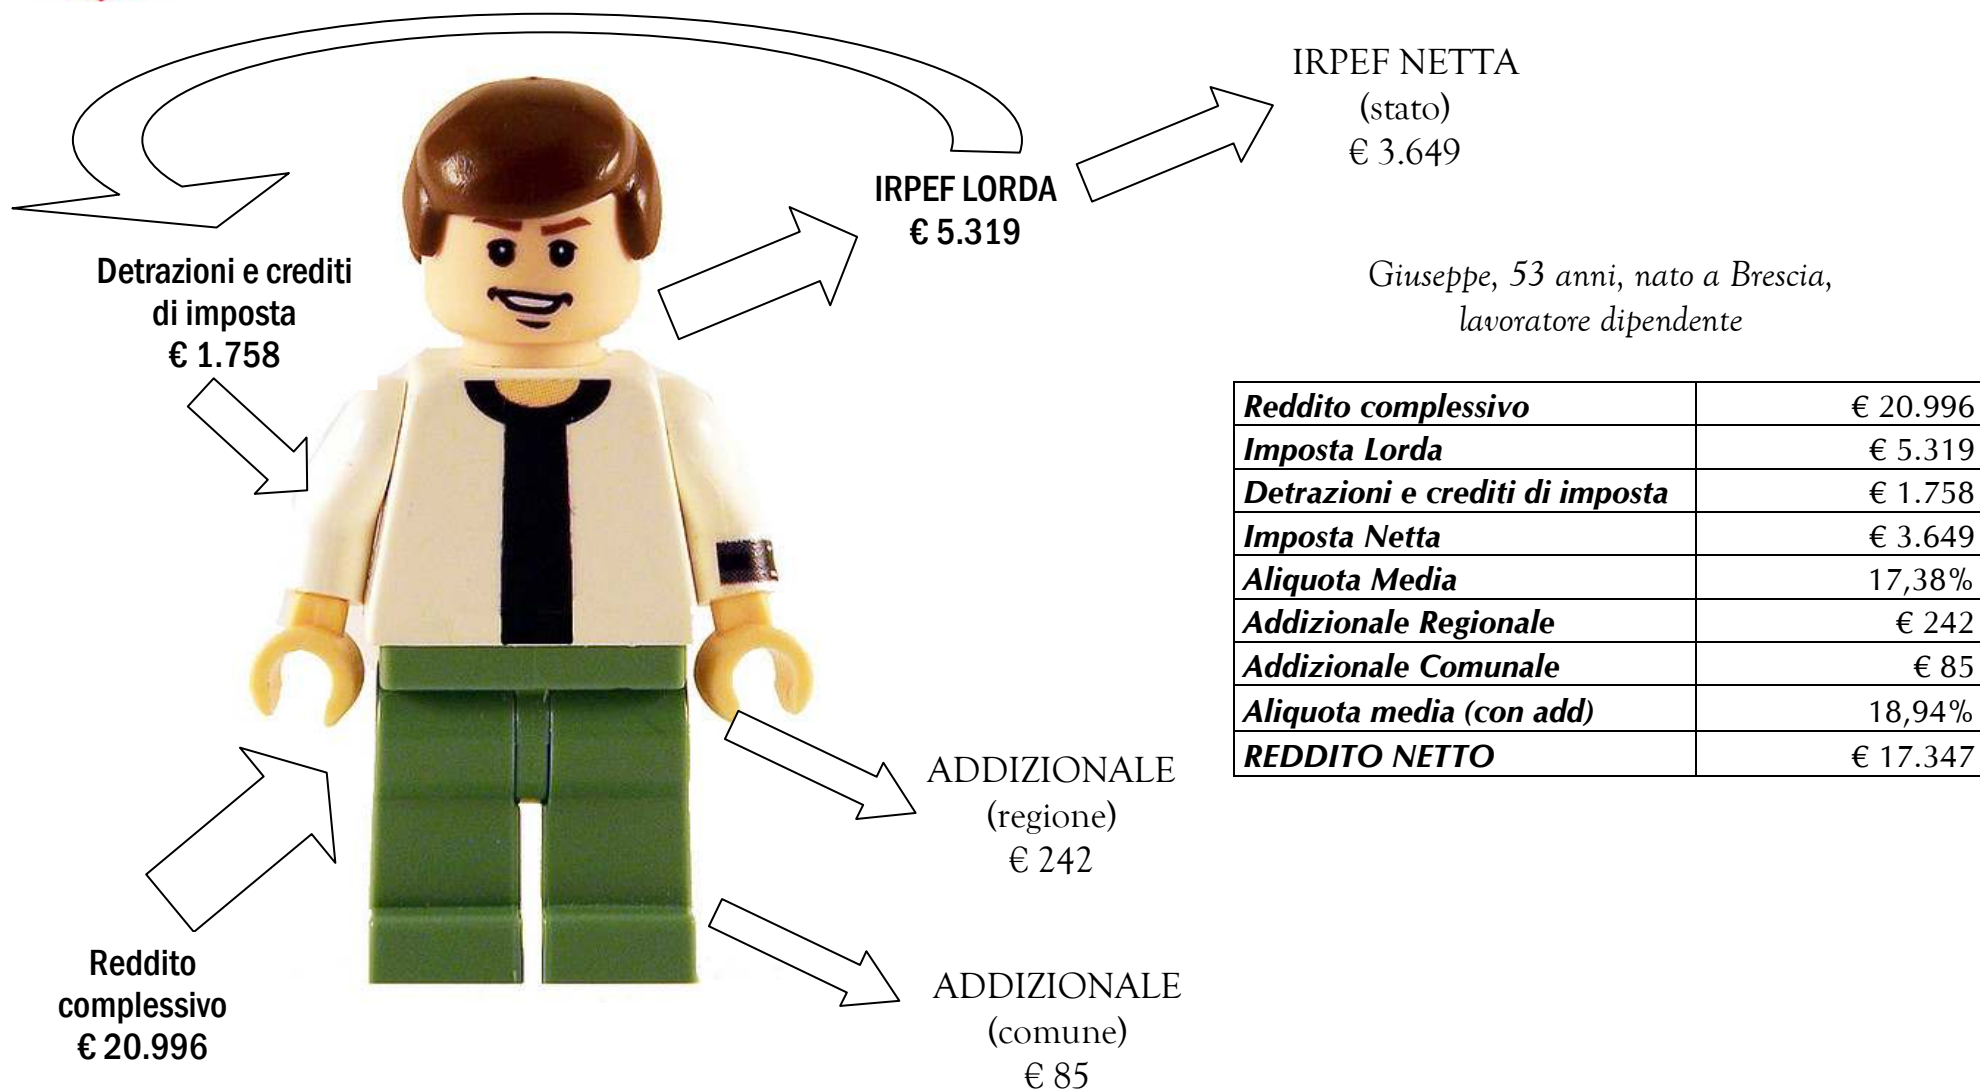 IRPEF NETTA
(stato)
€ 3.649
IRPEF LORDA
€ 5.319
Detrazioni e crediti
di imposta
€ 1.758
Giuseppe, 53 anni, nato a Brescia,
lavoratore dipendente
Reddito complessivo € 20.996
Imposta Lorda € 5.319
Detrazioni e crediti di imposta € 1.758
Imposta Netta € 3.649
Aliquota Media 17,38%
Addizionale Regionale € 242
Addizionale Comunale € 85
Aliquota media (con add) 18,94%
REDDITO NETTO € 17.347
ADDIZIONALE
(regione)
€ 242
Reddito
complessivo
€ 20.996
ADDIZIONALE
(comune)
€ 85